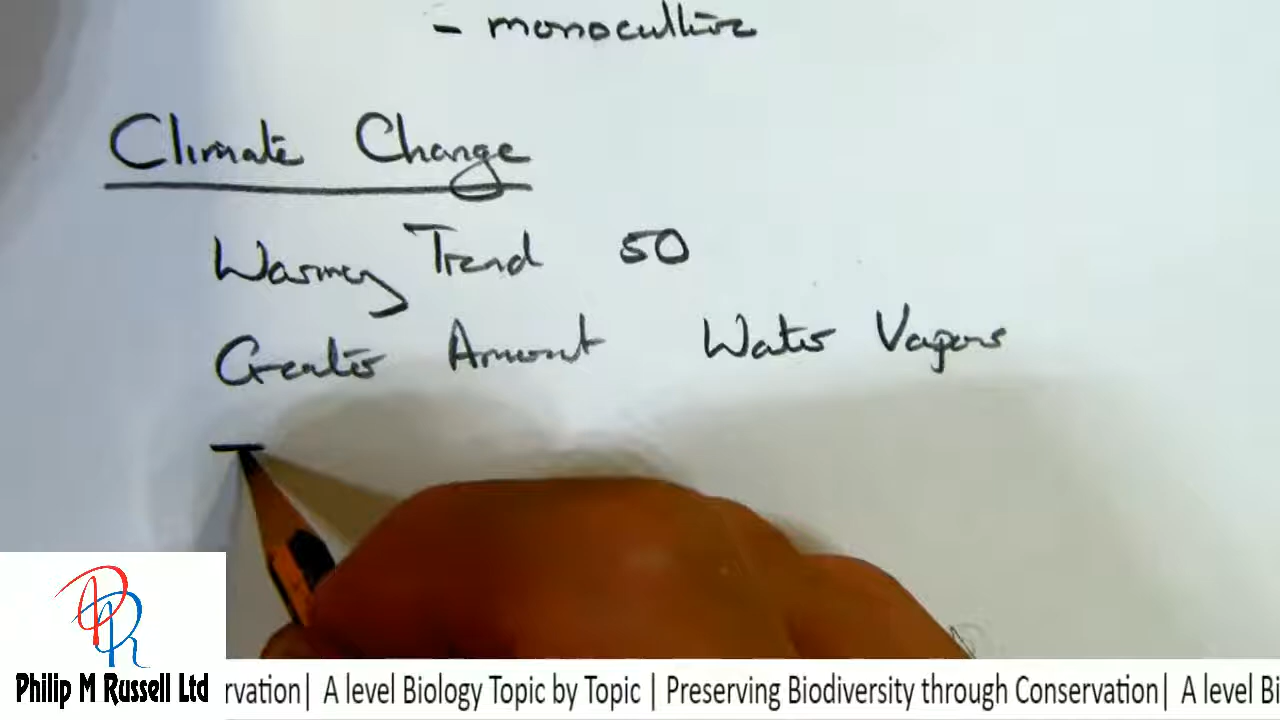 - monoculture
Climate Change
Warming Trend 50
Greater Amount Water Vapour
Philip M Russell Ltd
rvation| A level Biology Topic by Topic | Preserving Biodiversity through Conservation| A level Bi